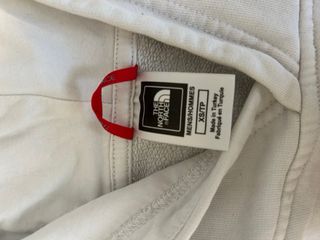 THE
NORTH
FACE
MENS/HOMMES
XS/TP
Made in Turkey
Fabriqué en Turquie